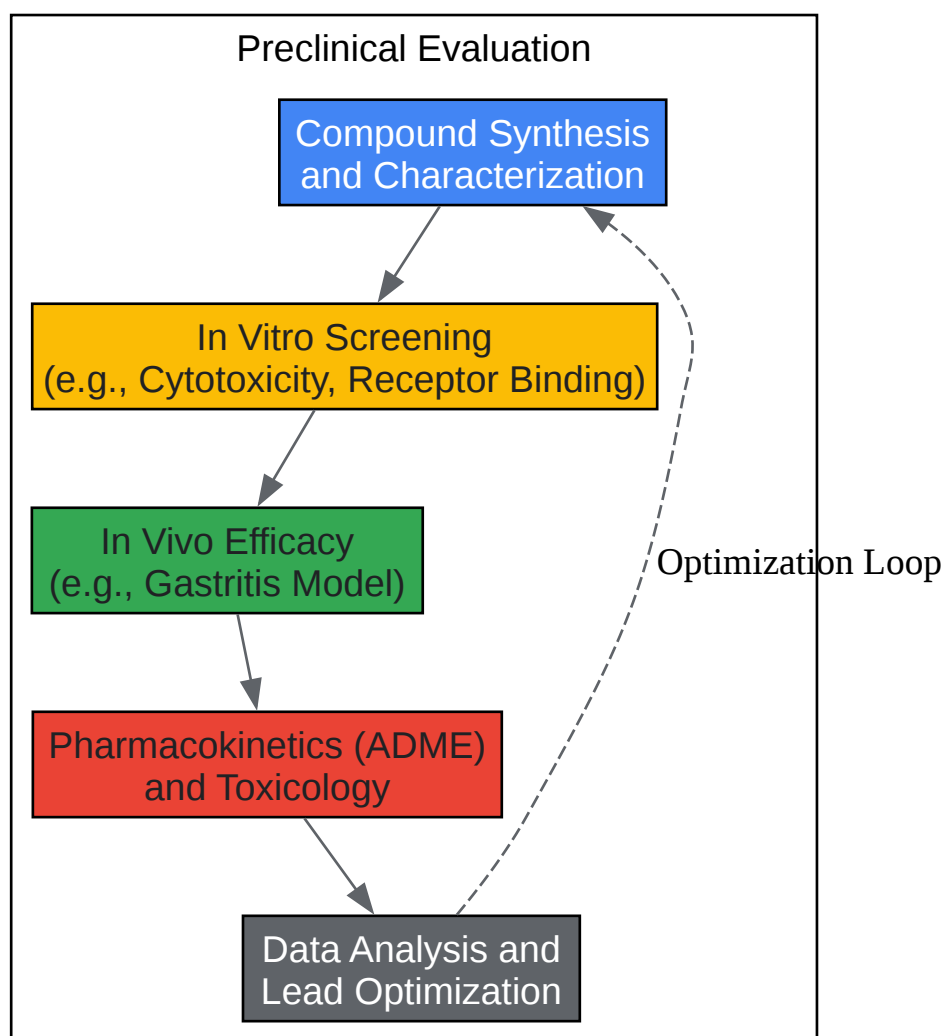 Preclinical Evaluation
Compound Synthesis
and Characterization
In Vitro Screening
(e.g., Cytotoxicity, Receptor Binding)
In Vivo Efficacy
(e.g., Gastritis Model)
Optimization Loop
Pharmacokinetics (ADME)
and Toxicology
Data Analysis and
Lead Optimization